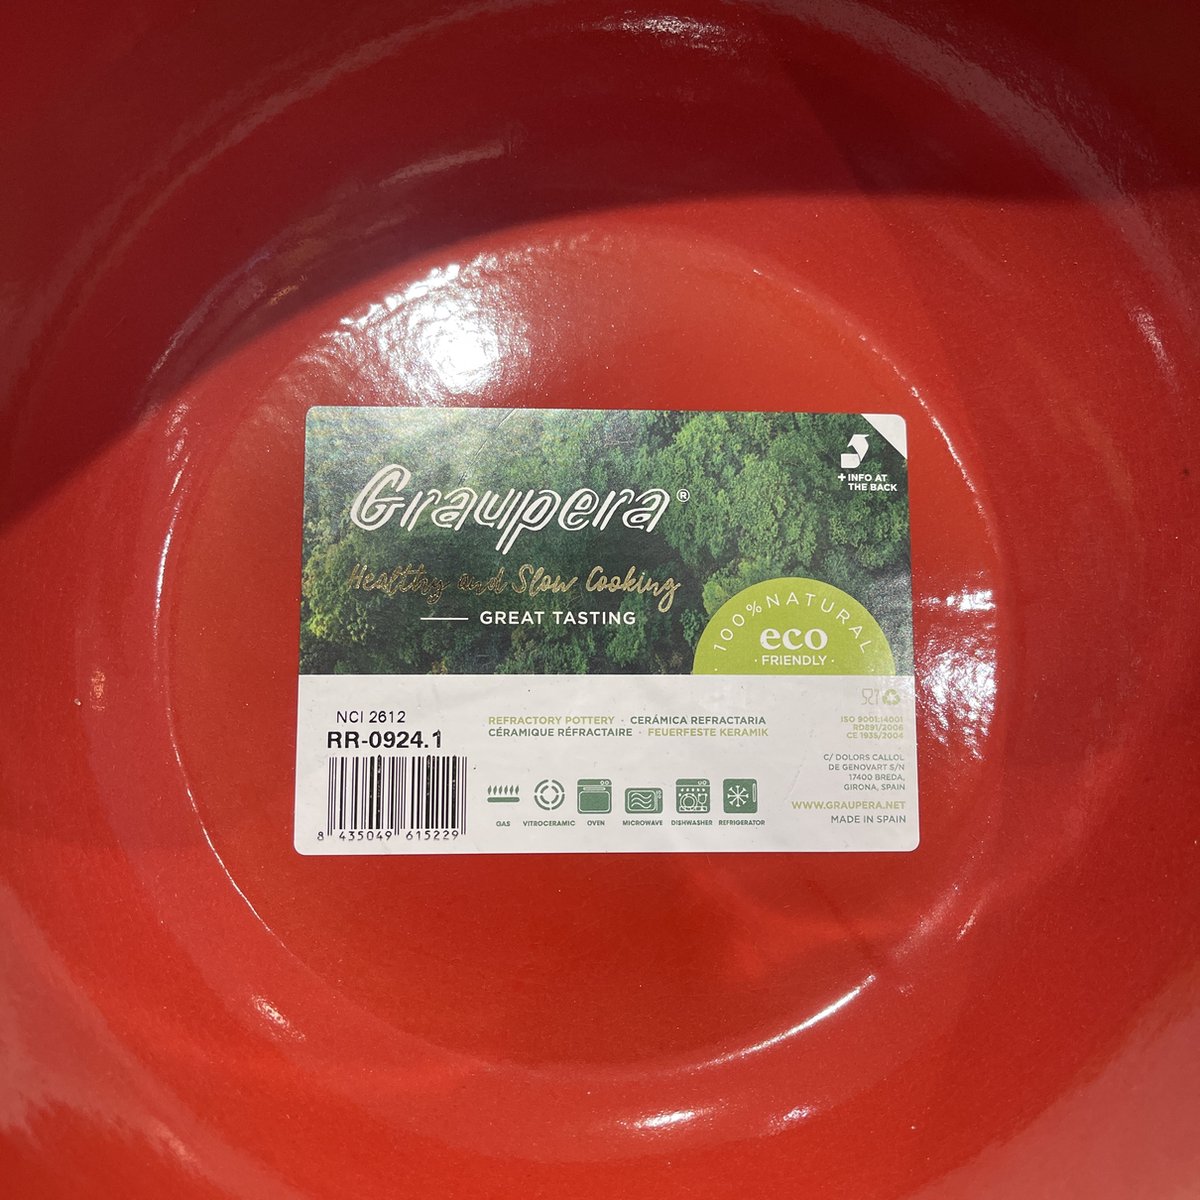 Graupera®
+ INFO AT
THE BACK
Healthy and Slow Cooking
GREAT TASTING
100% NATURAL
eco
· FRIENDLY ·
NCI 2612
RR-0924.1
8 435049 615229
REFRACTORY POTTERY · CERÁMICA REFRACTARIA
CÉRAMIQUE RÉFRACTAIRE · FEUERFESTE KERAMIK
GAS VITROCERAMIC OVEN MICROWAVE DISHWASHER REFRIGERATOR
ISO 9001:14001
RD891/2006
CE 1935/2004
C/ DOLORS CALLOL
DE GENOVART S/N
17400 BREDA,
GIRONA, SPAIN
WWW.GRAUPERA.NET
MADE IN SPAIN